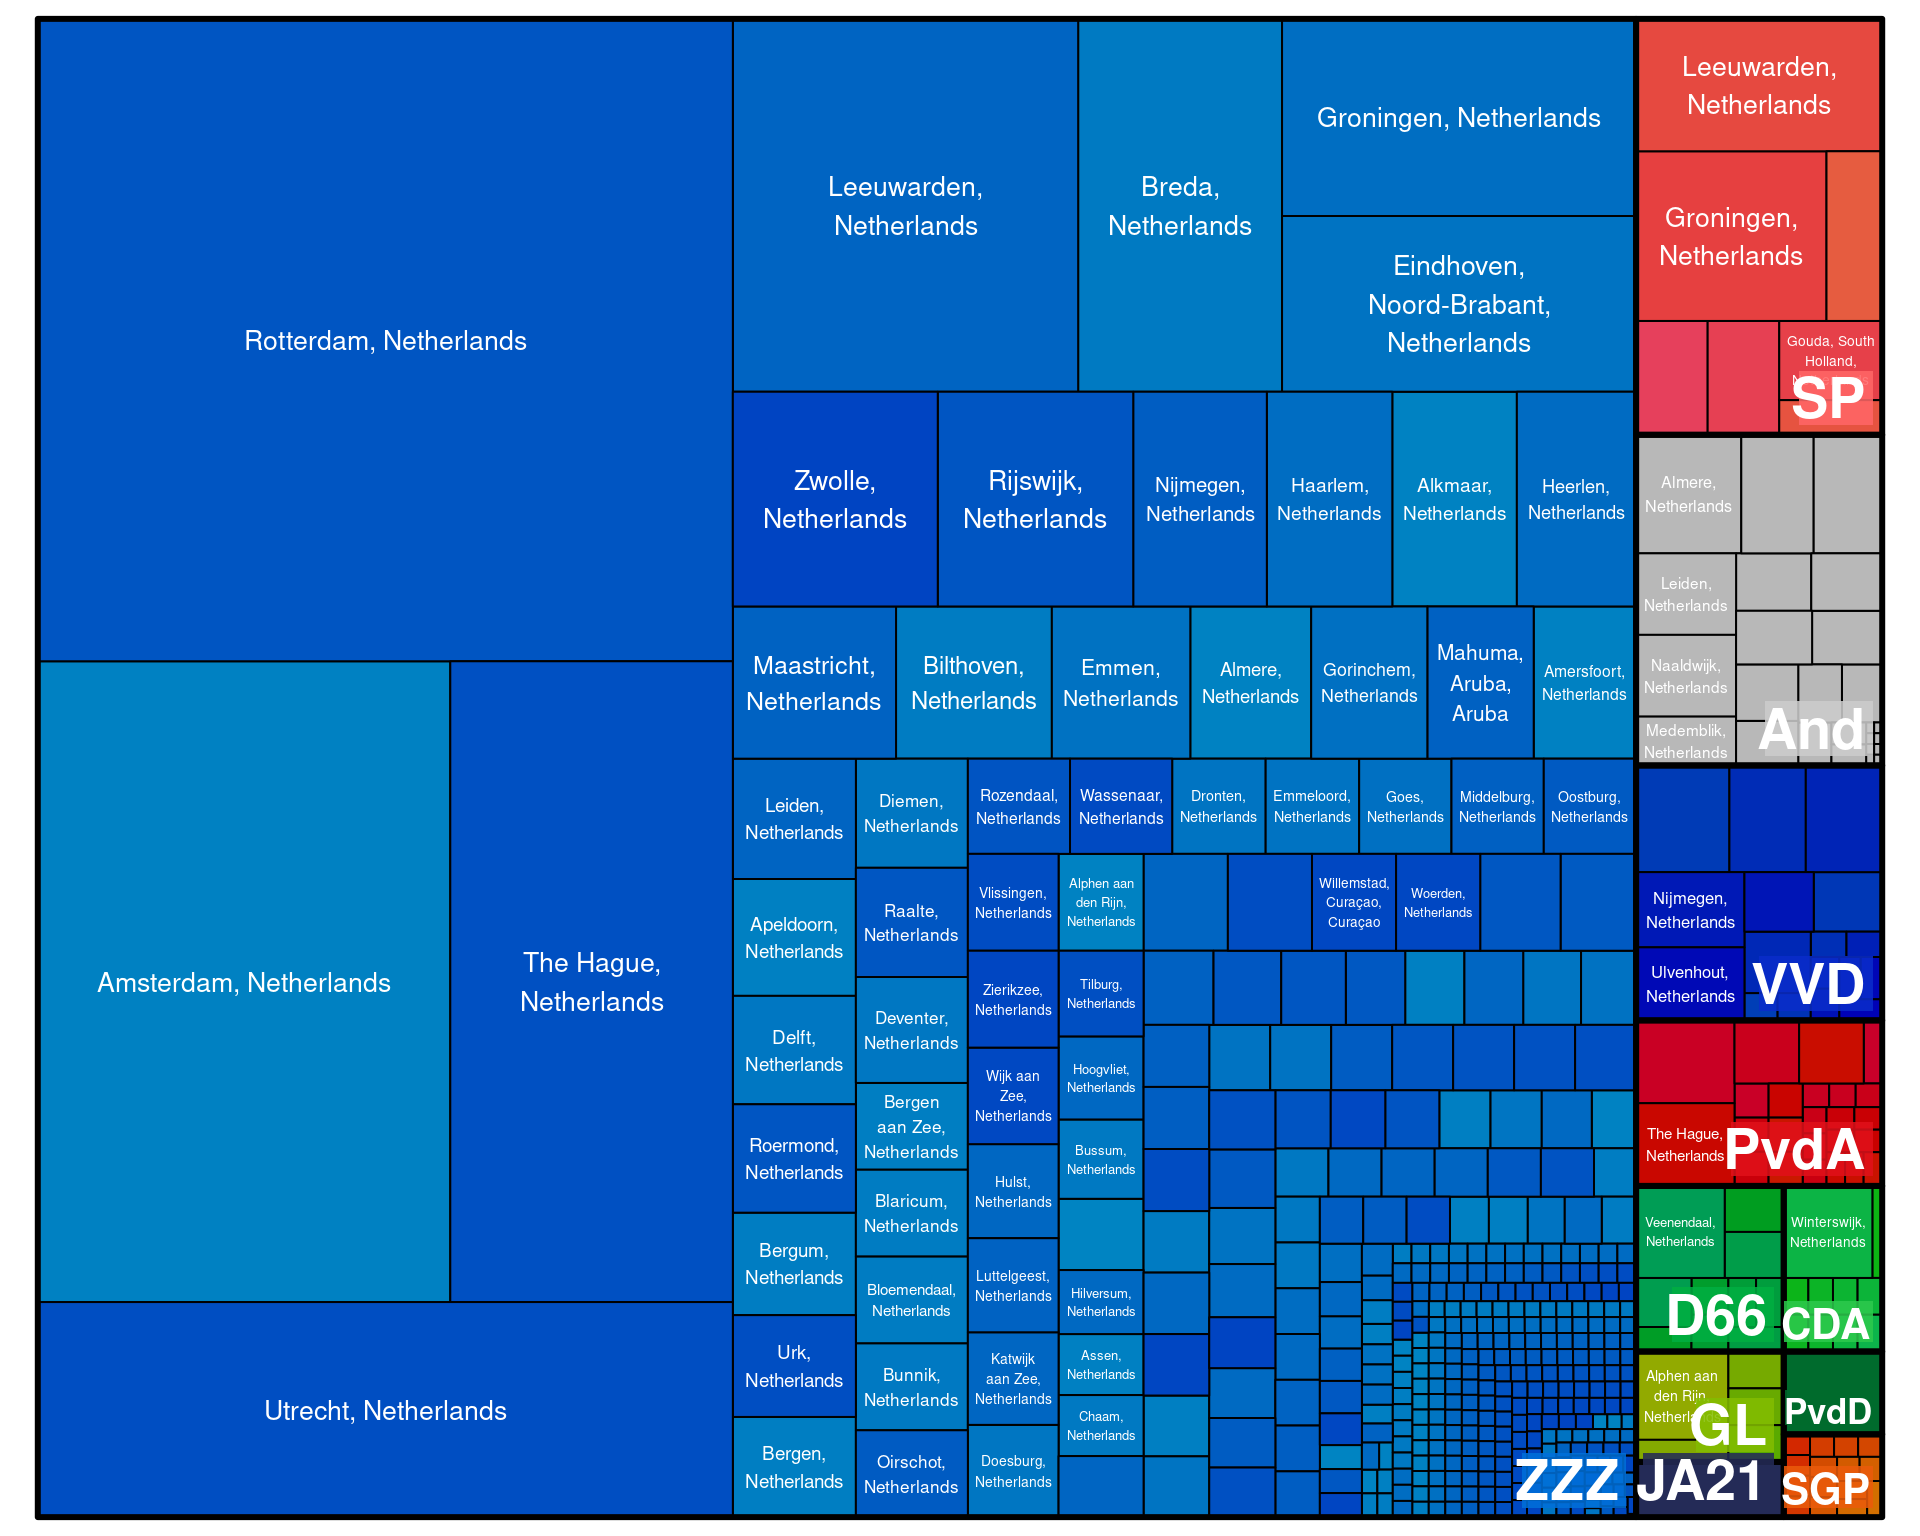 Rotterdam, Netherlands
Amsterdam, Netherlands
The Hague,
Netherlands
Utrecht, Netherlands
Leeuwarden,
Netherlands
Breda,
Netherlands
Groningen, Netherlands
Eindhoven,
Noord-Brabant,
Netherlands
Zwolle,
Netherlands
Rijswijk,
Netherlands
Nijmegen,
Netherlands
Haarlem,
Netherlands
Alkmaar,
Netherlands
Heerlen,
Netherlands
Maastricht,
Netherlands
Bilthoven,
Netherlands
Emmen,
Netherlands
Almere,
Netherlands
Gorinchem,
Netherlands
Mahuma,
Aruba,
Aruba
Amersfoort,
Netherlands
Leiden,
Netherlands
Apeldoorn,
Netherlands
Delft,
Netherlands
Roermond,
Netherlands
Bergum,
Netherlands
Urk,
Netherlands
Bergen,
Netherlands
Diemen,
Netherlands
Raalte,
Netherlands
Deventer,
Netherlands
Bergen
aan Zee,
Netherlands
Blaricum,
Netherlands
Bloemendaal,
Netherlands
Bunnik,
Netherlands
Oirschot,
Netherlands
Rozendaal,
Netherlands
Wassenaar,
Netherlands
Dronten,
Netherlands
Emmeloord,
Netherlands
Goes,
Netherlands
Middelburg,
Netherlands
Oostburg,
Netherlands
Vlissingen,
Netherlands
Zierikzee,
Netherlands
Wijk aan
Zee,
Netherlands
Hulst,
Netherlands
Luttelgeest,
Netherlands
Katwijk
aan Zee,
Netherlands
Doesburg,
Netherlands
Alphen aan
den Rijn,
Netherlands
Tilburg,
Netherlands
Hoogvliet,
Netherlands
Bussum,
Netherlands
Hilversum,
Netherlands
Assen,
Netherlands
Chaam,
Netherlands
Willemstad,
Curaçao,
Curaçao
Woerden,
Netherlands
ZZZ
Leeuwarden,
Netherlands
Groningen,
Netherlands
Gouda, South
Holland,
SP
Almere,
Netherlands
Leiden,
Netherlands
Naaldwijk,
Netherlands
Medemblik,
Netherlands
And
Nijmegen,
Netherlands
Ulvenhout,
Netherlands
VVD
The Hague,
Netherlands
PvdA
Veenendaal,
Netherlands
D66
Winterswijk,
Netherlands
CDA
Alphen aan
den Rijn,
Netherlands
GL
PvdD
JA21
SGP